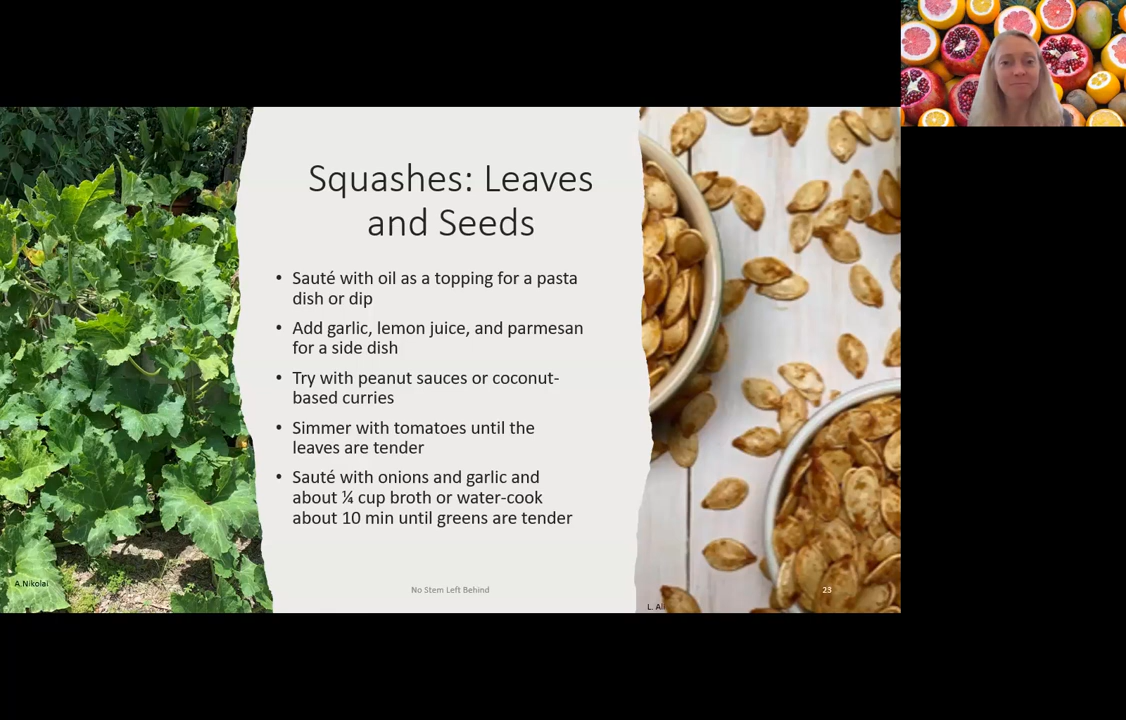 Squashes: Leaves
and Seeds
• Sauté with oil as a topping for a pasta
dish or dip
• Add garlic, lemon juice, and parmesan
for a side dish
• Try with peanut sauces or coconut-
based curries
• Simmer with tomatoes until the
leaves are tender
• Sauté with onions and garlic and
about ¼ cup broth or water-cook
about 10 min until greens are tender
A.Nikolai
No Stem Left Behind
23
L.